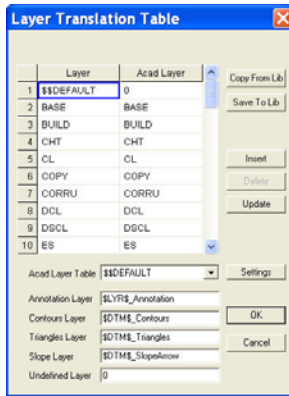 Layer Translation Table
Layer Acad Layer
1 $$DEFAULT 0
2 BASE BASE
3 BUILD BUILD
4 CHT CHT
5 CL CL
6 COPY COPY
7 CORRU CORRU
8 DCL DCL
9 DSCL DSCL
10 ES ES
Copy From Lib
Save To Lib
Insert
Delete
Update
Acad Layer Table $$DEFAULT Settings
Annotation Layer $LYR$_Annotation
Contours Layer $DTM$_Contours OK
Triangles Layer $DTM$_Triangles
Slope Layer $DTM$_SlopeArrow Cancel
Undefined Layer 0